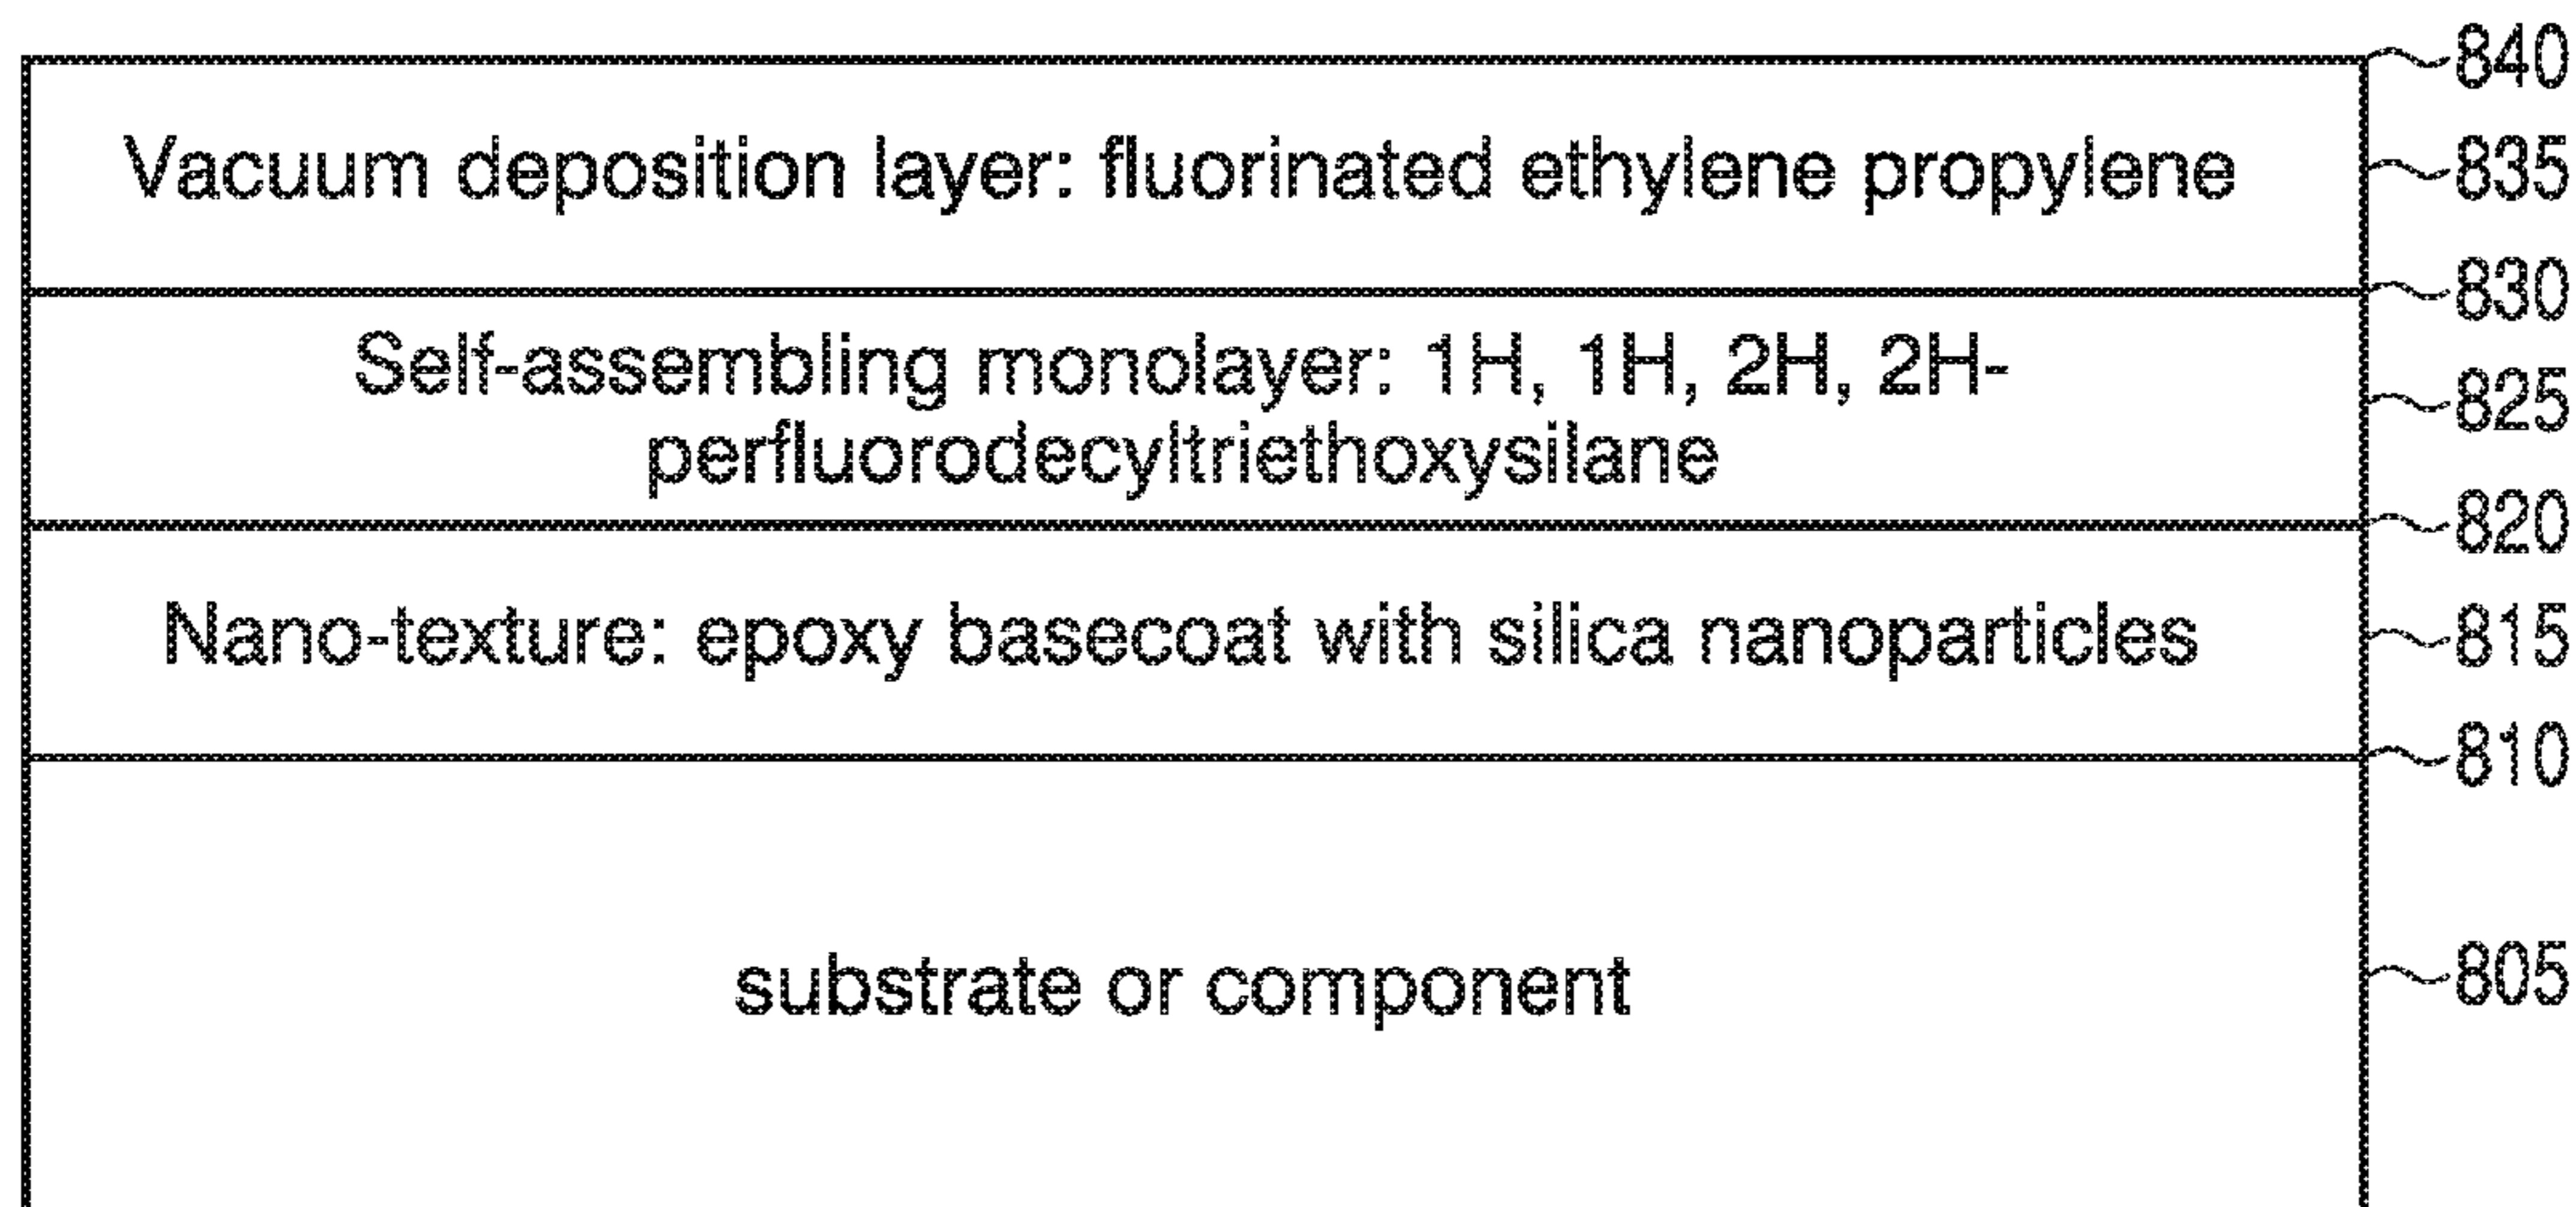 840
Vacuum deposition layer: fluorinated ethylene propylene
835
830
Self-assembling monolayer: 1H, 1H, 2H, 2H-
825
perfluorodecyltriethoxysilane
820
Nano-texture: epoxy basecoat with silica nanoparticles
815
810
substrate or component
805